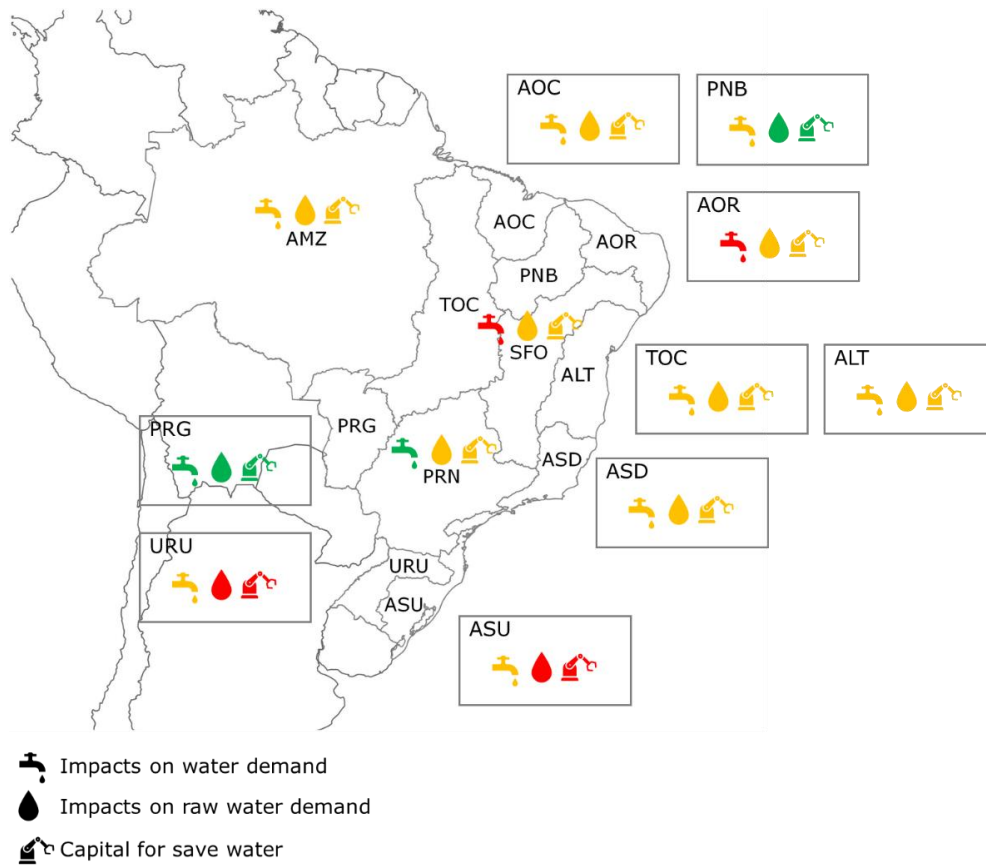 AOC
PNB
AOR
AMZ
AOC
AOR
PNB
TOC
SFO
TOC
ALT
ALT
PRG
PRG
PRN
ASD
ASD
URU
URU
ASU
ASU
Impacts on water demand
Impacts on raw water demand
Capital for save water